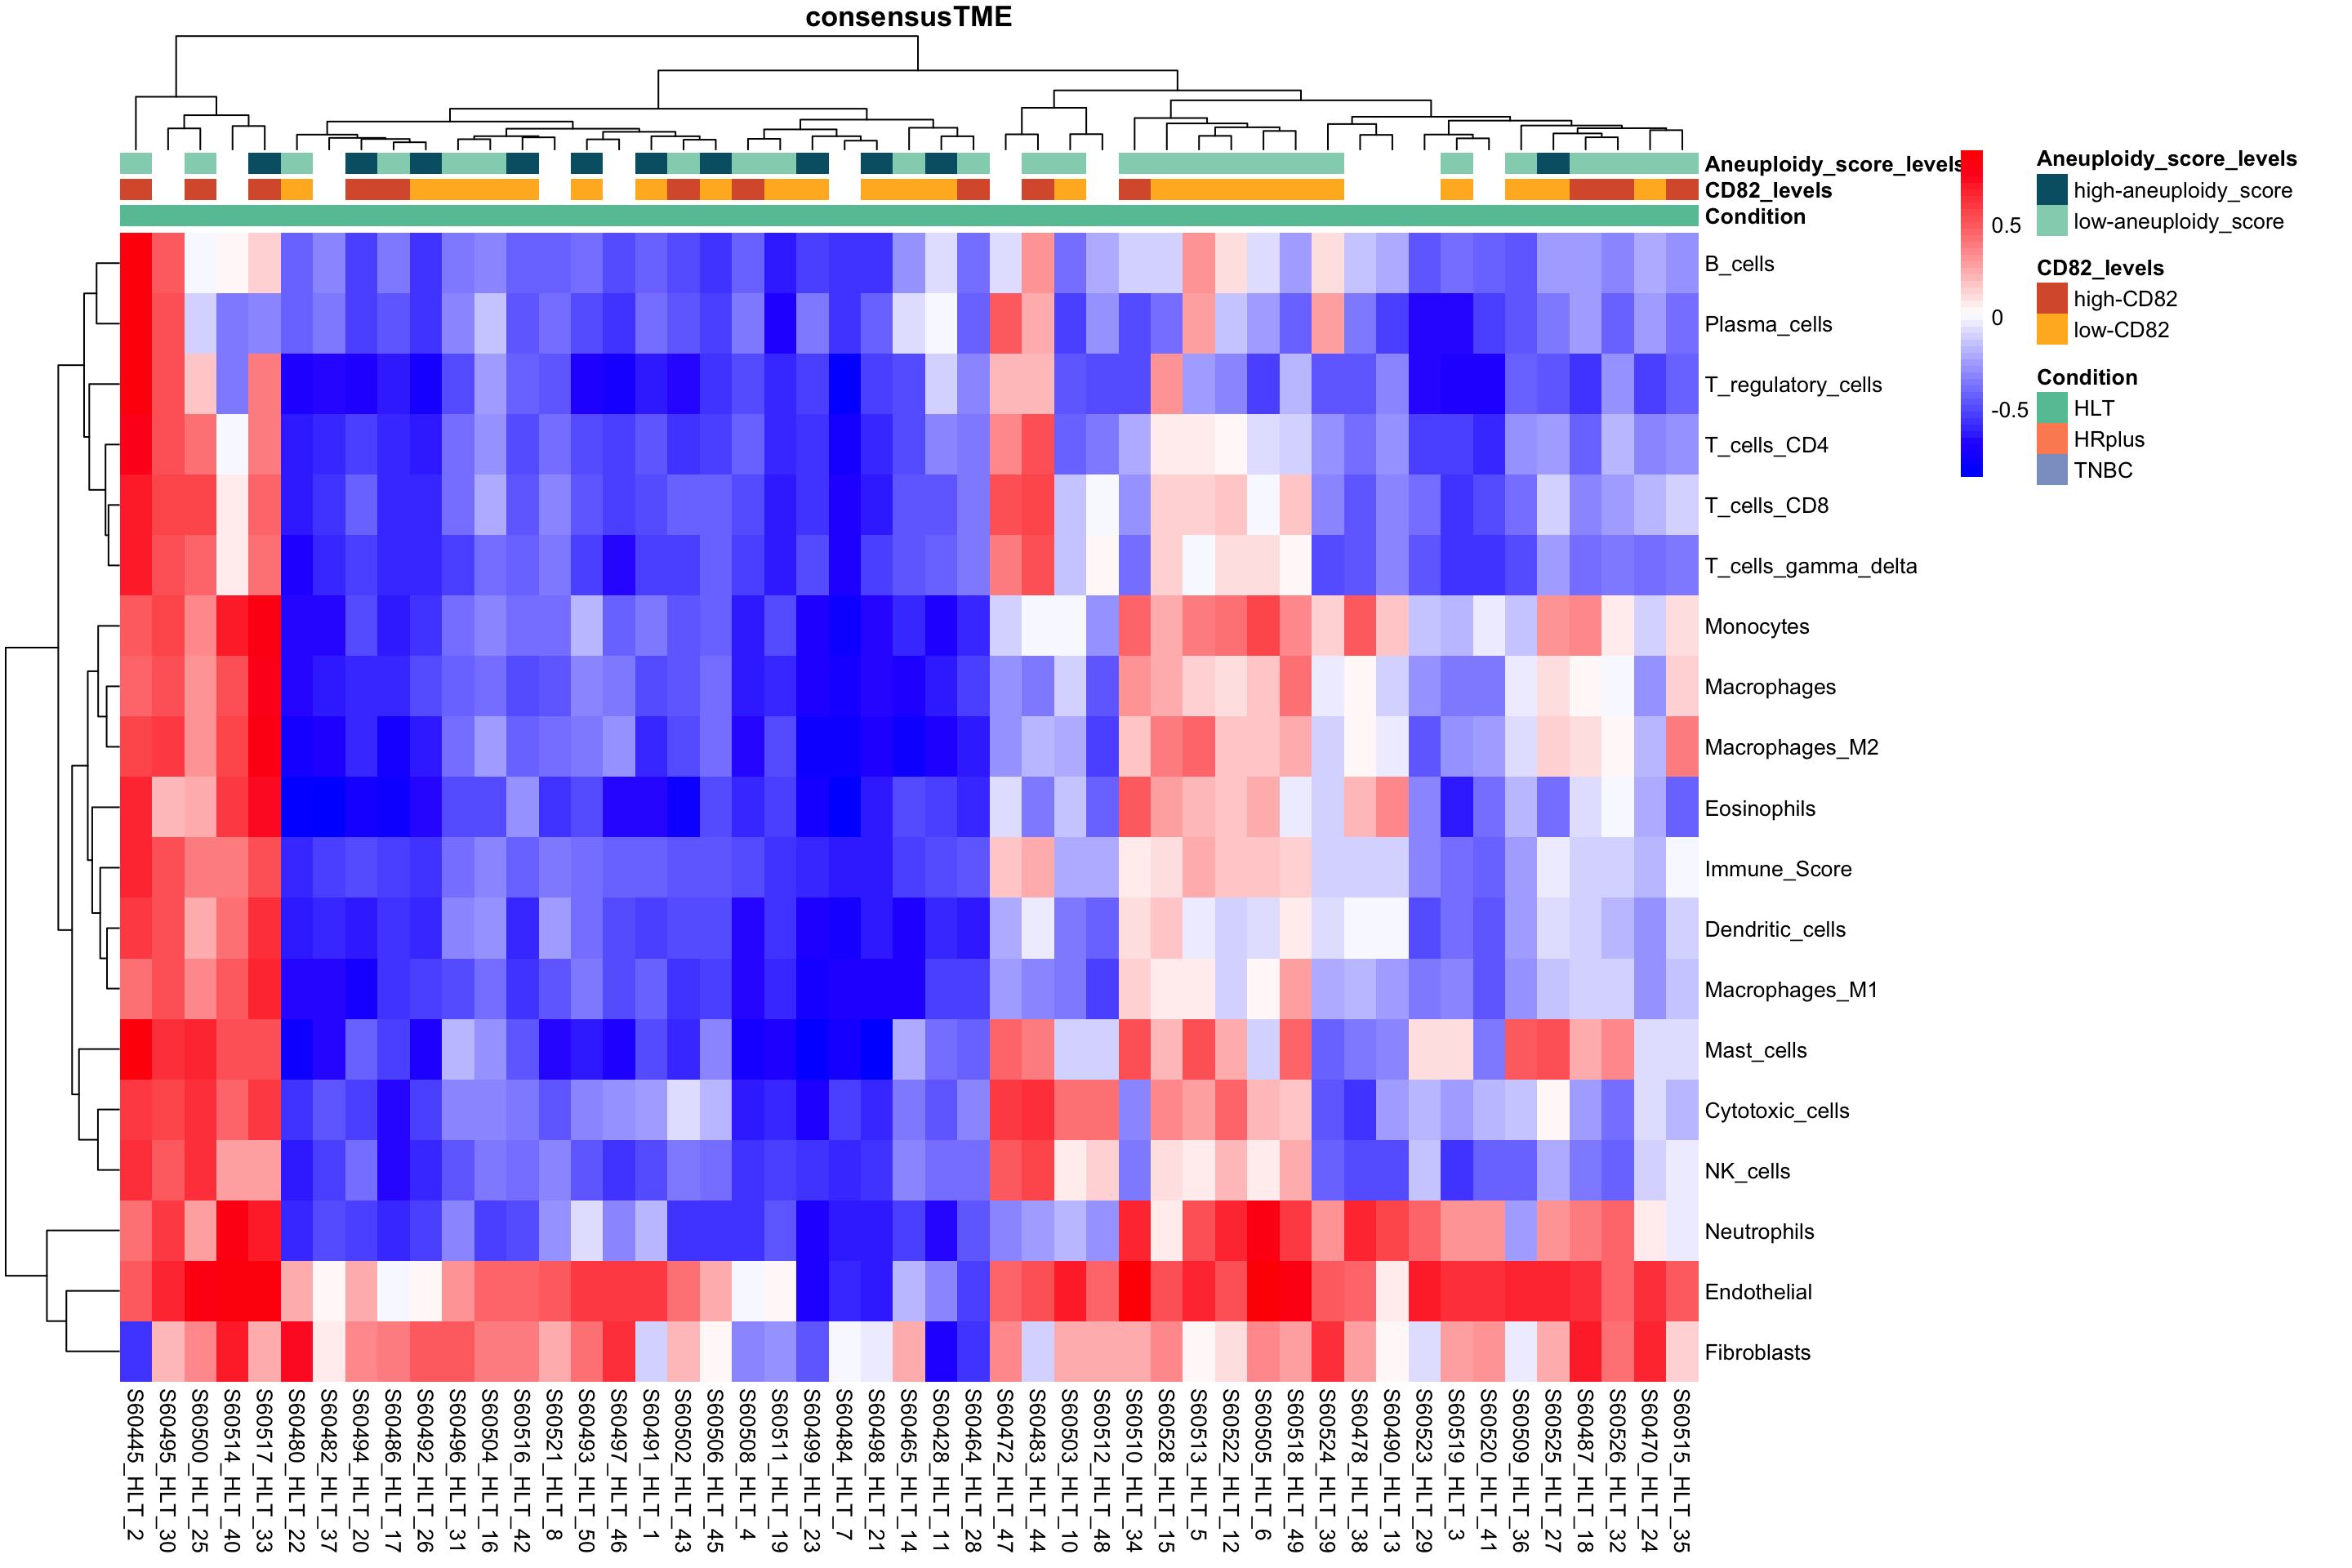 consensusTME
Aneuploidy_score_levels
CD82_levels
Condition
B_cells
Plasma_cells
T_regulatory_cells
T_cells_CD4
T_cells_CD8
T_cells_gamma_delta
Monocytes
Macrophages
Macrophages_M2
Eosinophils
Immune_Score
Dendritic_cells
Macrophages_M1
Mast_cells
Cytotoxic_cells
NK_cells
Neutrophils
Endothelial
Fibroblasts
0.5
0
-0.5
Aneuploidy_score_levels
high-aneuploidy_score
low-aneuploidy_score
CD82_levels
high-CD82
low-CD82
Condition
HLT
HRplus
TNBC
S60445_HLT_2
S60495_HLT_30
S60500_HLT_25
S60514_HLT_40
S60517_HLT_33
S60480_HLT_22
S60482_HLT_37
S60494_HLT_20
S60486_HLT_17
S60492_HLT_26
S60496_HLT_31
S60504_HLT_16
S60516_HLT_42
S60521_HLT_8
S60493_HLT_50
S60497_HLT_46
S60491_HLT_1
S60502_HLT_43
S60506_HLT_45
S60508_HLT_4
S60511_HLT_19
S60499_HLT_23
S60484_HLT_7
S60498_HLT_21
S60465_HLT_14
S60428_HLT_11
S60464_HLT_28
S60472_HLT_47
S60483_HLT_44
S60503_HLT_10
S60512_HLT_48
S60510_HLT_34
S60528_HLT_15
S60513_HLT_5
S60522_HLT_12
S60505_HLT_6
S60518_HLT_49
S60524_HLT_39
S60478_HLT_38
S60490_HLT_13
S60523_HLT_29
S60519_HLT_3
S60520_HLT_41
S60509_HLT_36
S60525_HLT_27
S60487_HLT_18
S60526_HLT_32
S60470_HLT_24
S60515_HLT_35